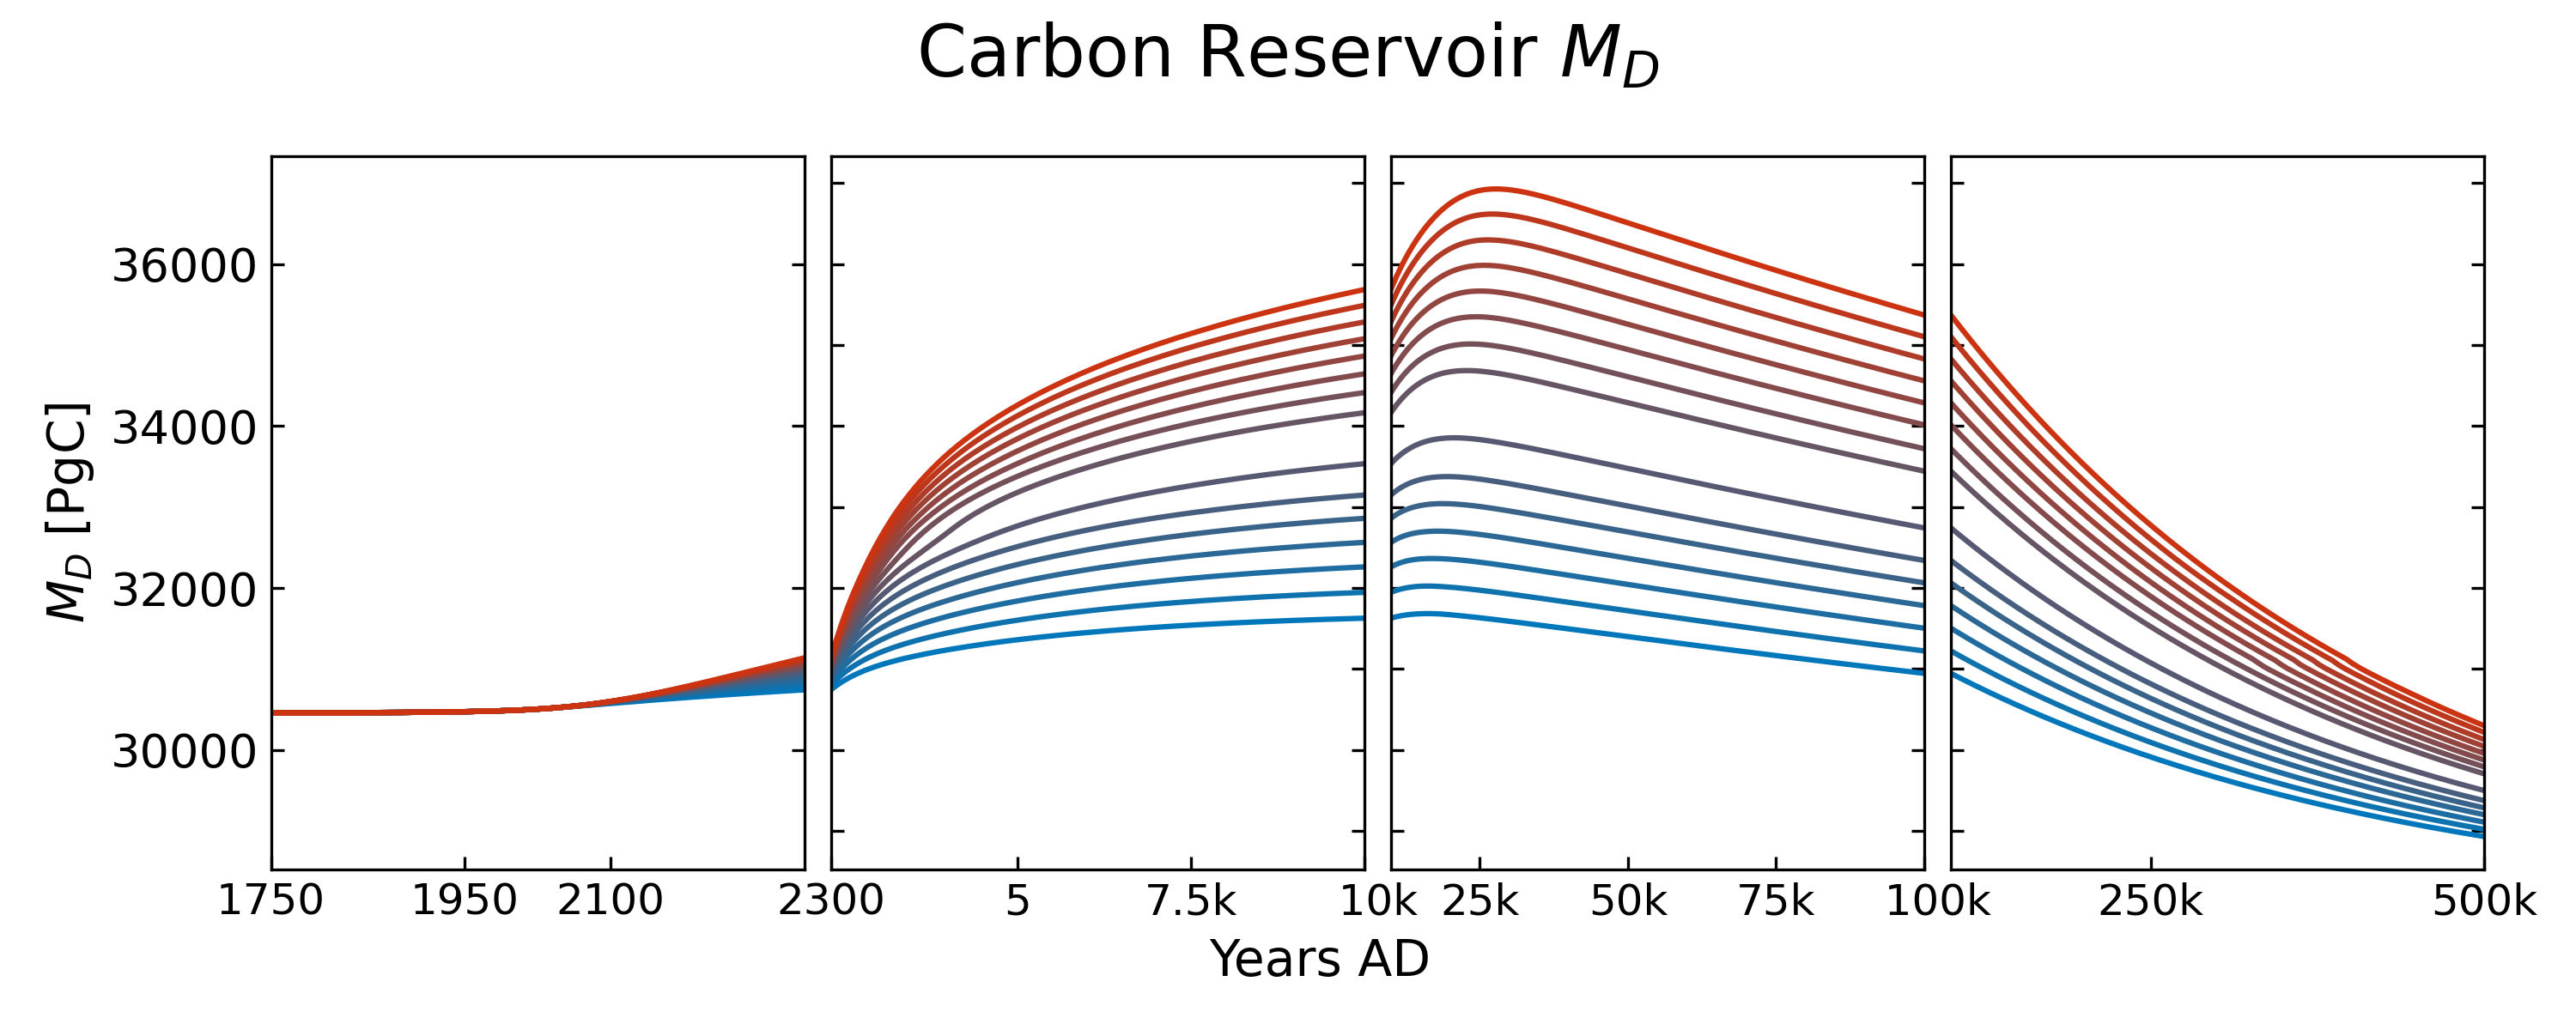 Carbon Reservoir M_D
M_D [PgC]
36000
34000
32000
30000
1750 1950 2100 2300 5 7.5k 10k 25k 50k 75k 100k 250k 500k
Years AD